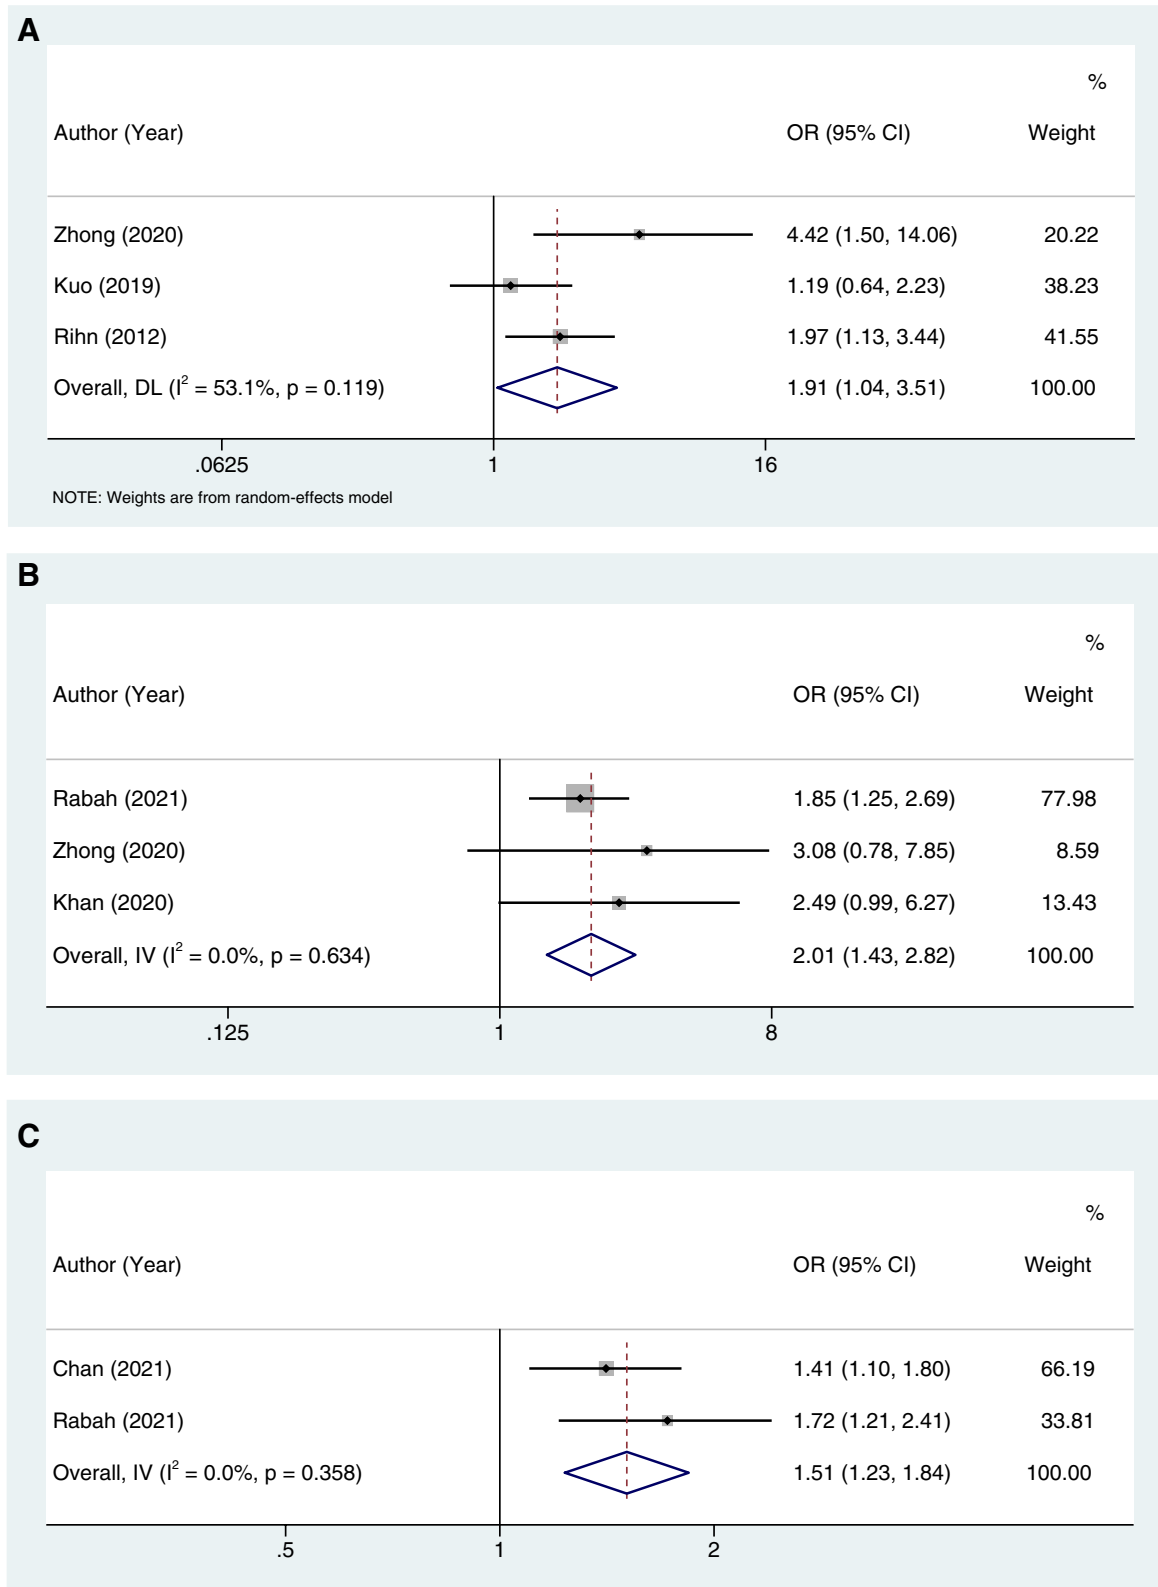 A
%
Author (Year) OR (95% CI) Weight
Zhong (2020) 4.42 (1.50, 14.06) 20.22
Kuo (2019) 1.19 (0.64, 2.23) 38.23
Rihn (2012) 1.97 (1.13, 3.44) 41.55
Overall, DL (I² = 53.1%, p = 0.119) 1.91 (1.04, 3.51) 100.00
.0625 1 16
NOTE: Weights are from random-effects model
B
%
Author (Year) OR (95% CI) Weight
Rabah (2021) 1.85 (1.25, 2.69) 77.98
Zhong (2020) 3.08 (0.78, 7.85) 8.59
Khan (2020) 2.49 (0.99, 6.27) 13.43
Overall, IV (I² = 0.0%, p = 0.634) 2.01 (1.43, 2.82) 100.00
.125 1 8
C
%
Author (Year) OR (95% CI) Weight
Chan (2021) 1.41 (1.10, 1.80) 66.19
Rabah (2021) 1.72 (1.21, 2.41) 33.81
Overall, IV (I² = 0.0%, p = 0.358) 1.51 (1.23, 1.84) 100.00
.5 1 2